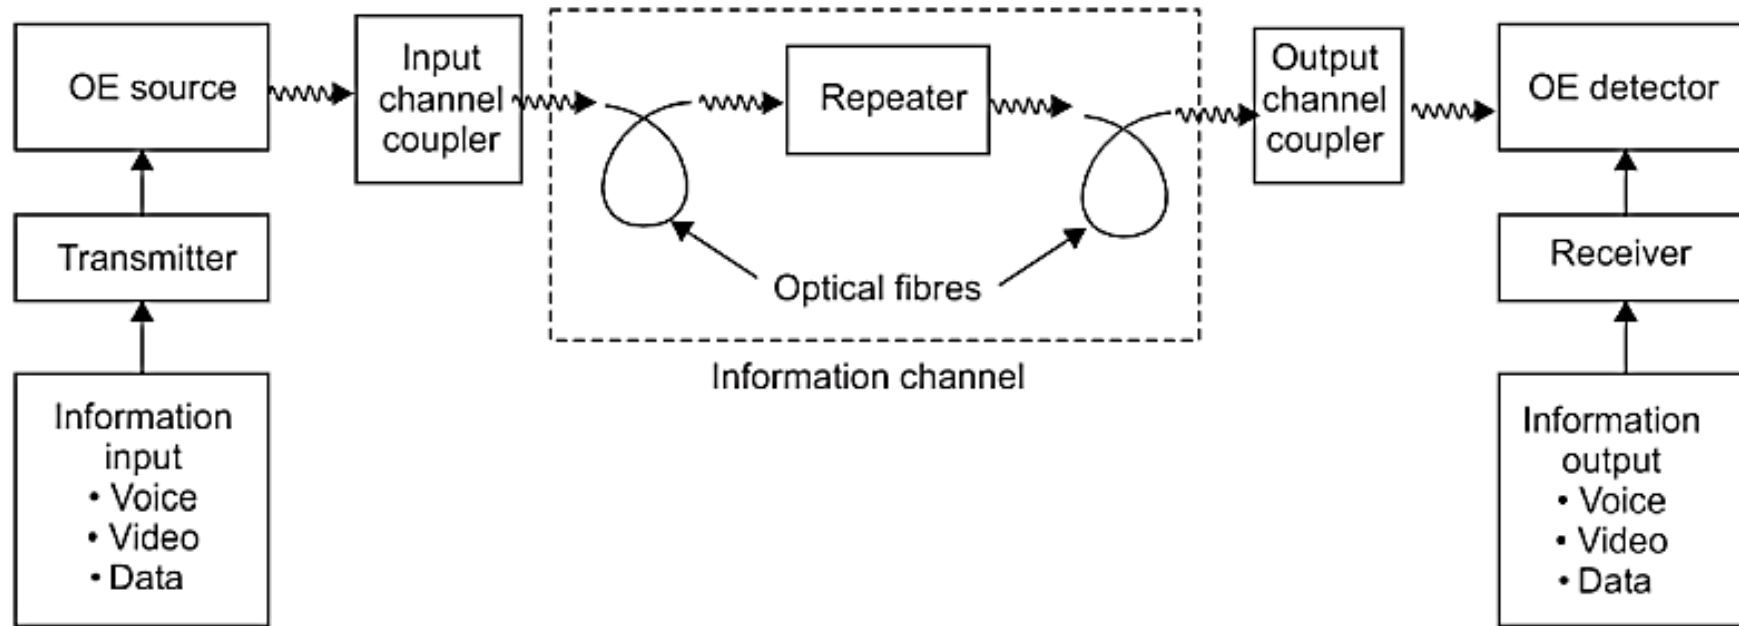 OE source
Input
channel
coupler
Repeater
Output
channel
coupler
OE detector
Transmitter
Optical fibres
Receiver
Information channel
Information
input
• Voice
• Video
• Data
Information
output
• Voice
• Video
• Data